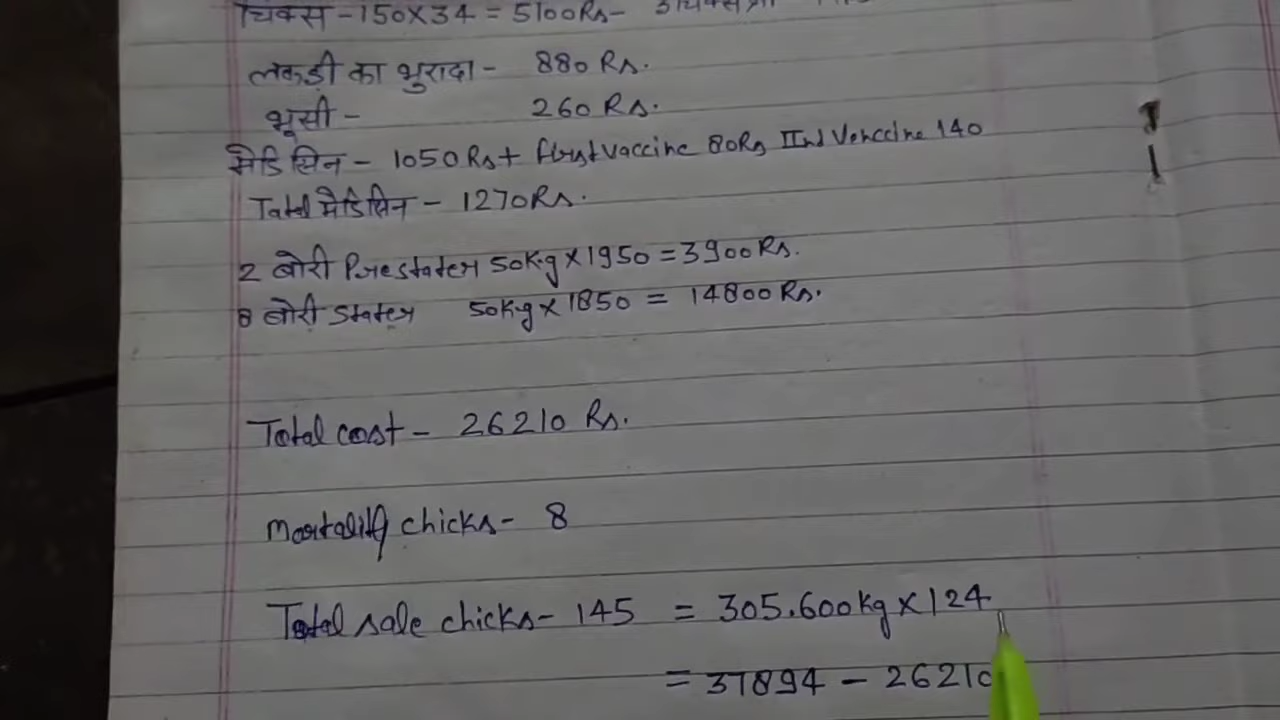 चिक्स - 150 X 34 = 5100 Rs -
लकड़ी का भुरादा - 880 Rs.
भूसी - 260 Rs.
मेडिसिन - 1050 Rs + first vaccine 80 Rs IInd Venccine 140
Total मेडिसिन - 1270 Rs.
2 बोरी Prestater 50 Kg X 1950 = 3900 Rs.
8 बोरी stater 50 Kg X 1850 = 14800 Rs.
Total cost - 26210 Rs.
Mortality chicks - 8
Total sale chicks - 145 = 305.600 kg X 124
= 37894 - 26210